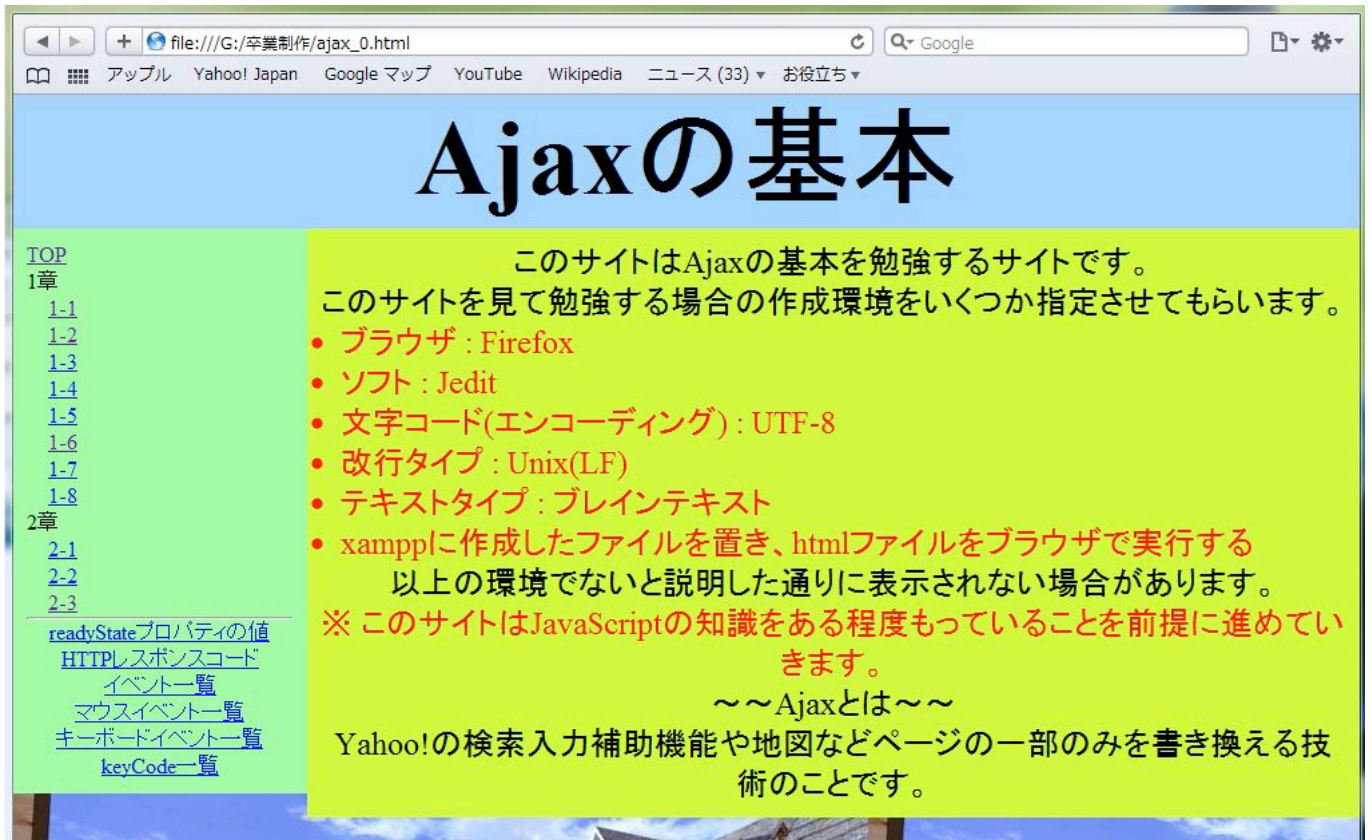 file:///G:/卒業制作/ajax_0.html
Google
アップル Yahoo! Japan Google マップ YouTube Wikipedia ニュース (33) お役立ち
Ajaxの基本
TOP
1章
1-1
1-2
1-3
1-4
1-5
1-6
1-7
1-8
2章
2-1
2-2
2-3
readyStateプロパティの値
HTTPレスポンスコード
イベント一覧
マウスイベント一覧
キーボードイベント一覧
keyCode一覧
このサイトはAjaxの基本を勉強するサイトです。
このサイトを見て勉強する場合の作成環境をいくつか指定させてもらいます。
• ブラウザ : Firefox
• ソフト : Jedit
• 文字コード(エンコーディング) : UTF-8
• 改行タイプ : Unix(LF)
• テキストタイプ : ブレインテキスト
• xamppに作成したファイルを置き、htmlファイルをブラウザで実行する
以上の環境でないと説明した通りに表示されない場合があります。
※ このサイトはJavaScriptの知識をある程度もっていることを前提に進めてい
きます。
～～Ajaxとは～～
Yahoo!の検索入力補助機能や地図などページの一部のみを書き換える技
術のことです。